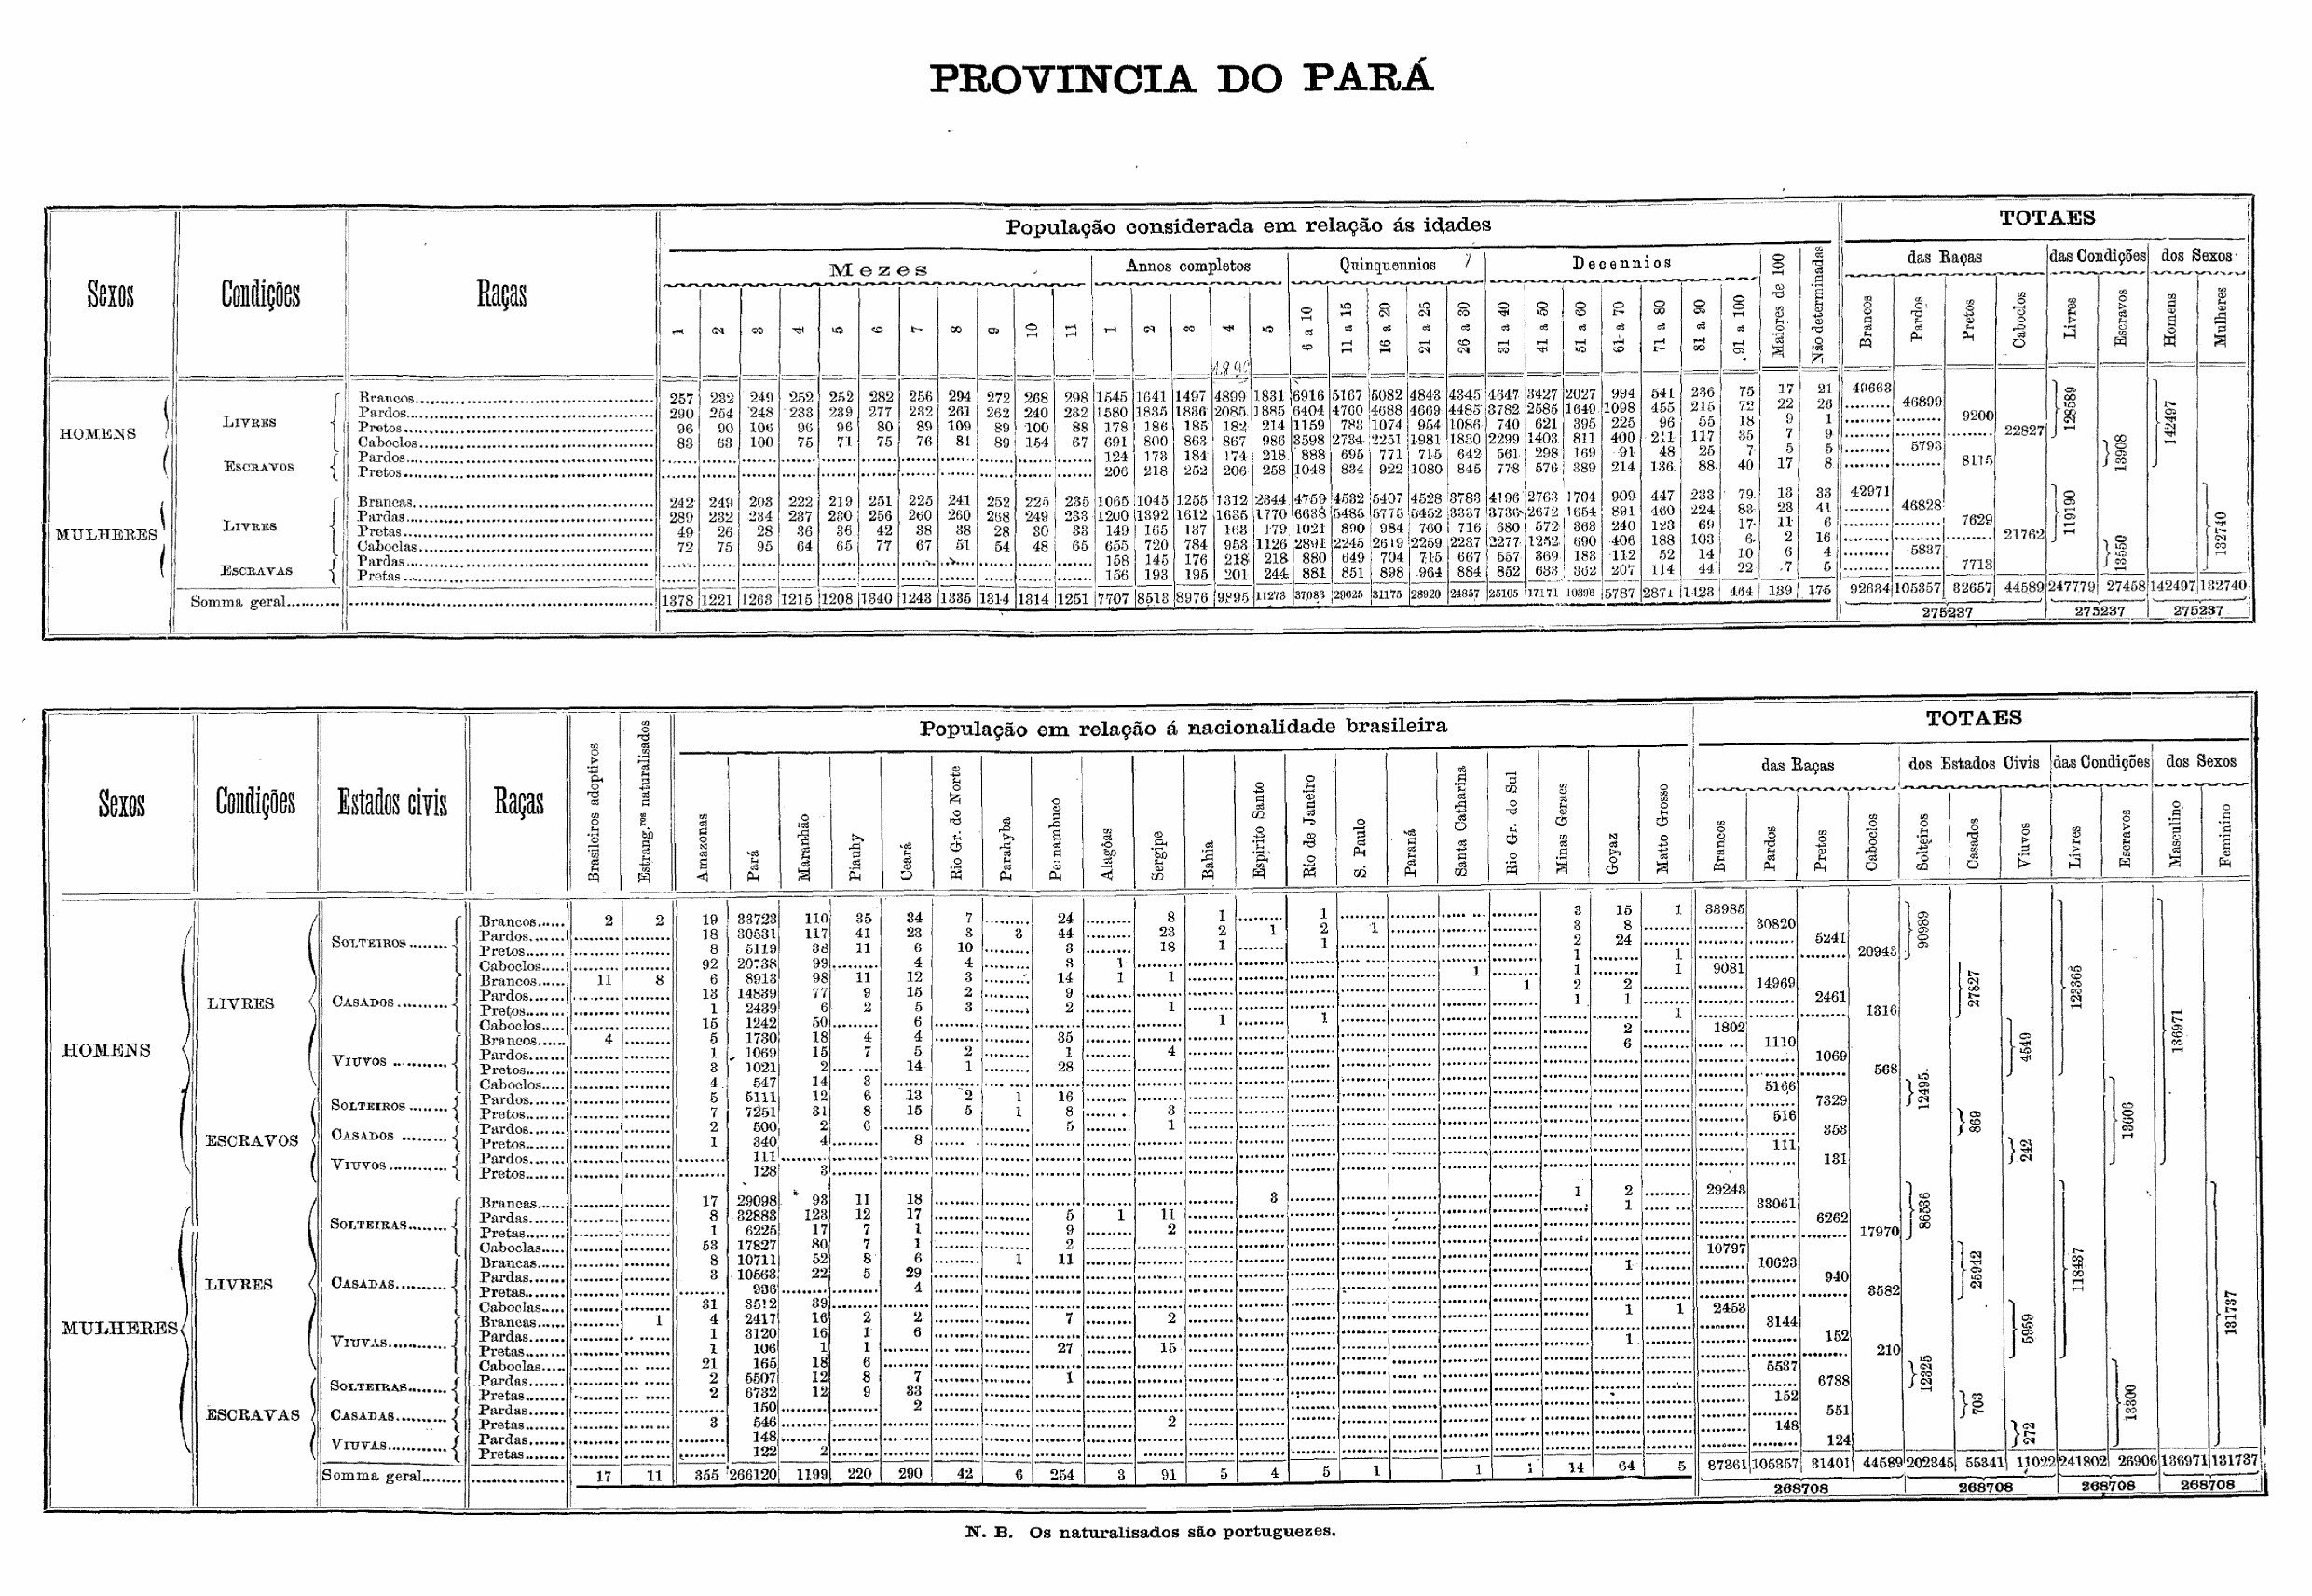 PROVINCIA DO PARÁ
Sexos Condições Raças População considerada em relação ás idades TOTAES
Mezes Annos completos Quinquennios Decennios Maiores de 100 Não determinadas das Raças das Condições dos Sexos
1 2 3 4 5 6 7 8 9 10 11 1 2 3 4 5 6 a 10 11 a 15 16 a 20 21 a 25 26 a 30 31 a 40 41 a 50 51 a 60 61 a 70 71 a 80 81 a 90 91 a 100 Brancos Pardos Pretos Caboclos Livres Escravos Homens Mulheres
HOMENS
LIVRES
Brancos 257 232 249 252 252 282 256 294 272 268 298 1545 1641 1497 4899 1831 6916 5167 5082 4843 4345 4647 3427 2027 994 541 236 75 17 21 49663
Pardos 290 254 248 233 239 277 232 261 262 240 232 1580 1835 1836 2085 1885 6404 4760 4688 4669 4485 3782 2585 1649 1098 455 215 72 22 26 46899
Pretos 96 90 106 96 96 80 89 109 89 100 88 178 186 185 182 214 1159 783 1074 954 1086 740 621 395 225 96 55 18 9 1 9200
Caboclos 83 63 100 75 71 75 76 81 89 154 67 691 800 863 867 986 3598 2734 2251 1981 1830 2299 1403 811 400 211 117 35 7 9 22827
128589
ESCRAVOS
Pardos 124 173 184 174 218 888 695 771 715 642 561 298 169 91 48 25 7 5 5 5793
Pretos 206 218 252 206 258 1048 834 922 1080 845 778 576 389 214 136 88 40 17 8 8115
13908
142497
MULHERES
LIVRES
Brancas 242 249 203 222 219 251 225 241 252 225 235 1065 1045 1255 1312 2344 4759 4532 5407 4528 3783 4196 2763 1704 909 447 233 79 13 33 42971
Pardas 289 232 234 237 230 256 260 260 268 249 233 1200 1392 1612 1635 1770 6638 5485 5775 5452 3337 3736 2672 1654 891 460 224 83 23 41 46828
Pretas 49 26 28 36 36 42 38 38 28 30 33 149 165 137 163 179 1021 890 984 760 716 680 572 363 240 123 69 17 11 6 7629
Caboclas 72 75 95 64 65 77 67 51 54 48 65 655 720 784 953 1126 2891 2245 2619 2259 2237 2277 1252 690 406 188 103 6 2 16 21762
119190
ESCRAVAS
Pardas 158 145 176 218 218 880 649 704 715 667 557 369 183 112 52 14 10 6 4 5837
Pretas 156 193 195 201 244 881 851 898 964 884 852 633 362 207 114 44 22 7 5 7713
13550
132740
Somma geral 1378 1221 1263 1215 1208 1340 1243 1335 1314 1314 1251 7707 8513 8976 9895 11273 37083 29625 31175 28920 24857 25105 17171 10396 5787 2871 1423 464 139 175 92634 105357 32657 44589 247779 27458 142497 132740
275237 275237 275237
Sexos Condições Estados civis Raças Brasileiros adoptivos Estrang.ros naturalisados População em relação á nacionalidade brasileira TOTAES
das Raças dos Estados Civis das Condições dos Sexos
Amazonas Pará Maranhão Piauhy Ceará Rio Gr. do Norte Parahyba Pernambuco Alagôas Sergipe Bahia Espirito Santo Rio de Janeiro S. Paulo Paraná Santa Catharina Rio Gr. do Sul Minas Geraes Goyaz Matto Grosso Brancos Pardos Pretos Caboclos Solteiros Casados Viuvos Livres Escravos Masculino Feminino
HOMENS
LIVRES
SOLTEIROS
Brancos 2 2 19 33723 110 35 34 7 24 8 1 1 3 15 1 33985
Pardos 18 30531 117 41 23 3 3 44 23 2 1 2 1 3 8 30820
Pretos 8 5119 38 11 6 10 3 18 1 1 2 24 5241
Caboclos 92 20738 99 4 4 3 1 1 1 20943
90989
CASADOS
Brancos 11 8 6 8913 98 11 12 3 14 1 1 1 1 1 9081
Pardos 13 14839 77 9 15 2 9 1 2 2 14969
Pretos 1 2439 6 2 5 3 2 1 1 1 2461
Caboclos 15 1242 50 6 1 1 1 1316
27827
VIUVOS
Brancos 4 5 1730 18 4 4 35 2 1802
Pardos 1 1069 15 7 5 2 1 4 6 1110
Pretos 3 1021 2 14 1 28 1069
Caboclos 4 547 14 3 568
4549
123365
ESCRAVOS
SOLTEIROS
Pardos 5 5111 12 6 13 2 1 16 5166
Pretos 7 7251 31 8 15 5 1 8 3 7329
12495
CASADOS
Pardos 2 500 2 6 5 1 516
Pretos 1 340 4 8 353
869
VIUVOS
Pardos 111 111
Pretos 128 3 131
242
13606
136971
MULHERES
LIVRES
SOLTEIRAS
Brancas 17 29098 93 11 18 3 1 2 29243
Pardas 8 32883 123 12 17 5 1 11 1 33061
Pretas 1 6225 17 7 1 9 2 6262
Caboclas 53 17827 80 7 1 2 17970
86536
CASADAS
Brancas 8 10711 52 8 6 1 11 10797
Pardas 3 10563 22 5 29 1 10623
Pretas 936 4 940
Caboclas 31 3512 39 3582
25942
VIUVAS
Brancas 1 4 2417 16 2 2 7 2 1 1 2453
Pardas 1 3120 16 1 6 3144
Pretas 1 106 1 1 27 15 1 152
Caboclas 21 165 18 6 210
5959
118437
ESCRAVAS
SOLTEIRAS
Pardas 2 5507 12 8 7 1 5537
Pretas 2 6732 12 9 33 6788
12325
CASADAS
Pardas 150 2 152
Pretas 3 546 2 551
703
VIUVAS
Pardas 148 148
Pretas 122 2 124
272
13300
131737
Somma geral 17 11 355 266120 1199 220 290 42 6 254 3 91 5 4 5 1 1 1 14 64 5 87361 105357 31401 44589 202345 55341 11022 241802 26906 136971 131737
268708 268708 268708 268708
N. B. Os naturalisados são portuguezes.